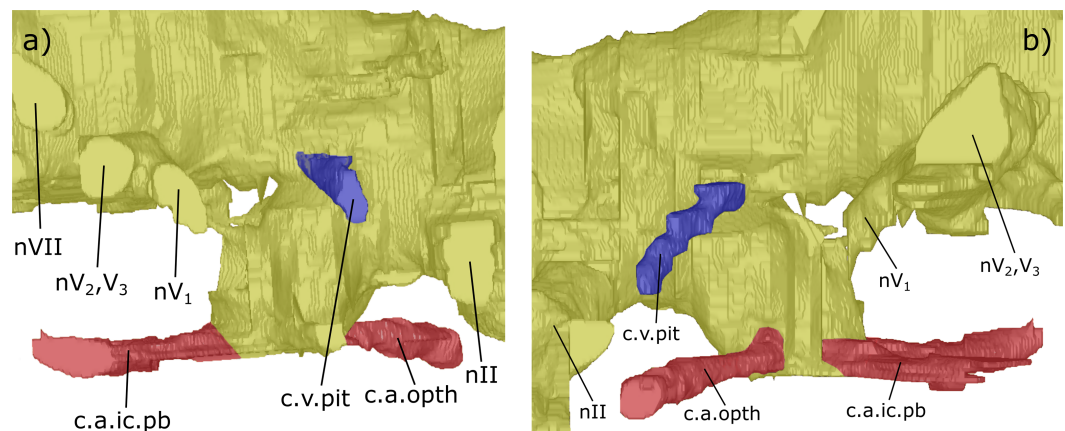 a)
nVII
nV₂,V₃
nV₁
c.a.ic.pb
c.v.pit
c.a.opth
nII
b)
c.v.pit
nII
c.a.opth
c.a.ic.pb
nV₁
nV₂,V₃